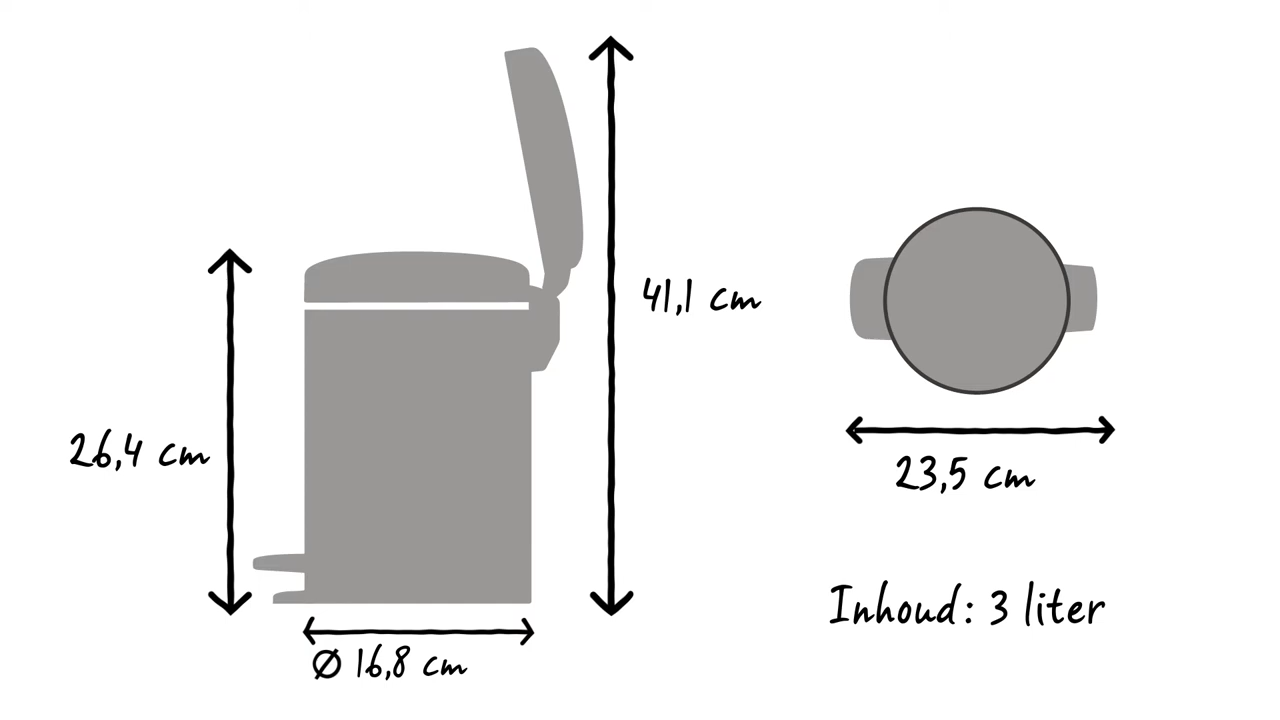 41,1 cm
26,4 cm
23,5 cm
Inhoud: 3 liter
Ø 16,8 cm